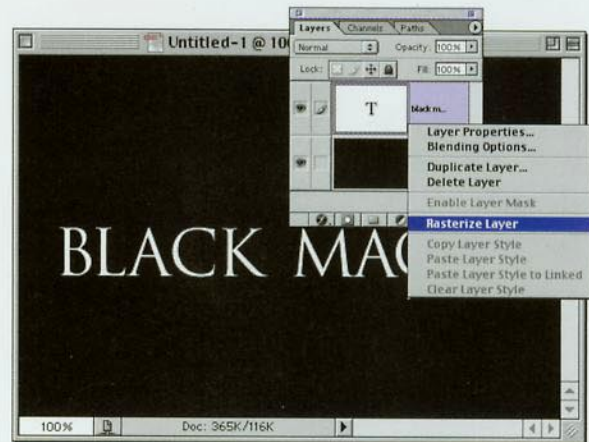 Layers Channels Paths
Untitled-1 @ 10
Normal Opacity: 100%
Lock: Fill: 100%
T black m...
Layer Properties...
Blending Options...
Duplicate Layer...
Delete Layer
Enable Layer Mask
Rasterize Layer
Copy Layer Style
Paste Layer Style
Paste Layer Style to Linked
Clear Layer Style
BLACK MAG
100% Doc: 365K/116K